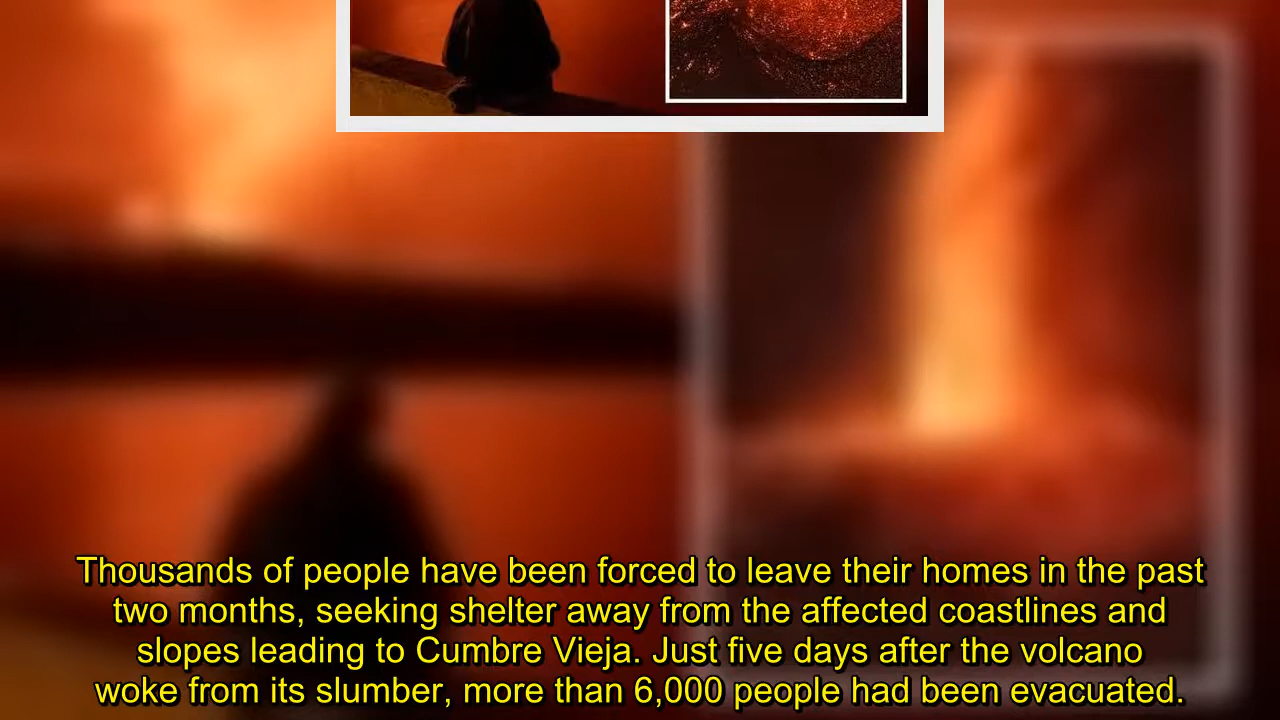 Thousands of people have been forced to leave their homes in the past
two months, seeking shelter away from the affected coastlines and
slopes leading to Cumbre Vieja. Just five days after the volcano
woke from its slumber, more than 6,000 people had been evacuated.